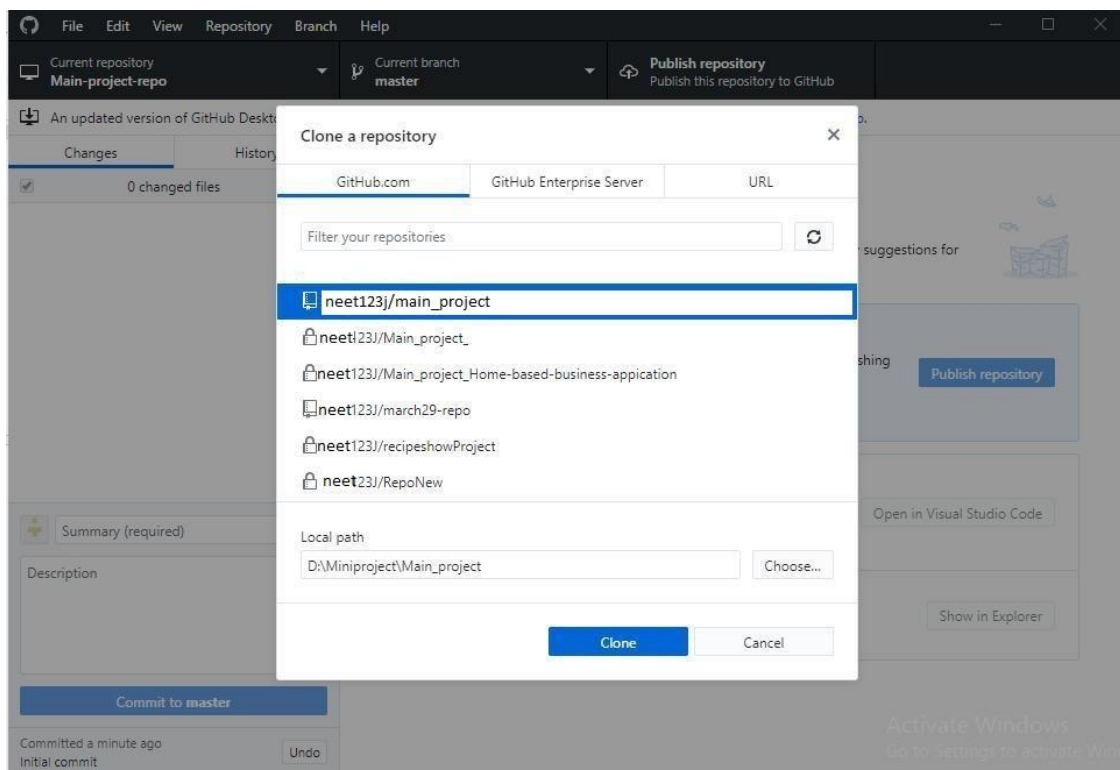 File Edit View Repository Branch Help
Current repository
Main-project-repo
Current branch
master
Publish repository
Publish this repository to GitHub
An updated version of GitHub Deskt
Changes
History
0 changed files
Clone a repository
GitHub.com
GitHub Enterprise Server
URL
Filter your repositories
neet123j/main_project
neet123J/Main_project_
neet123J/Main_project_Home-based-business-appication
neet123J/march29-repo
neet123J/recipeshowProject
neet123J/RepoNew
Local path
D:\Miniproject\Main_project
Choose...
Clone
Cancel
suggestions for
shing
Publish repository
Open in Visual Studio Code
Show in Explorer
Summary (required)
Description
Commit to master
Committed a minute ago
Initial commit
Undo
Activate Windows
Go to Settings to activate Win